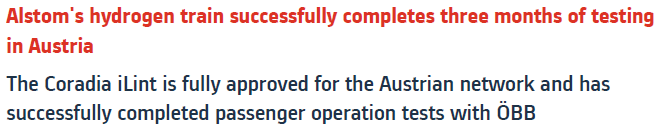 Alstom's hydrogen train successfully completes three months of testing
in Austria
The Coradia iLint is fully approved for the Austrian network and has
successfully completed passenger operation tests with ÖBB